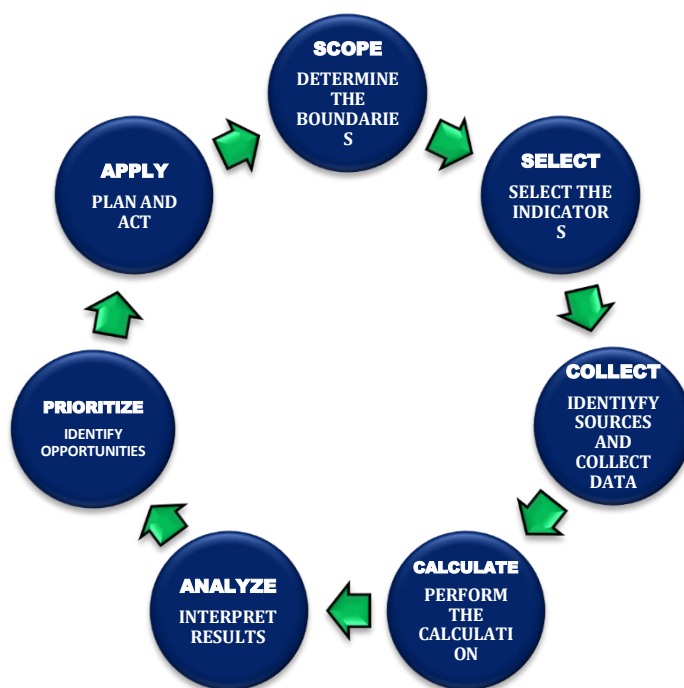 SCOPE
DETERMINE
THE
BOUNDARIE
S
SELECT
SELECT THE
INDICATOR
S
COLLECT
IDENTIYFY
SOURCES
AND
COLLECT
DATA
CALCULATE
PERFORM
THE
CALCULATI
ON
ANALYZE
INTERPRET
RESULTS
PRIORITIZE
IDENTIFY
OPPORTUNITIES
APPLY
PLAN AND
ACT